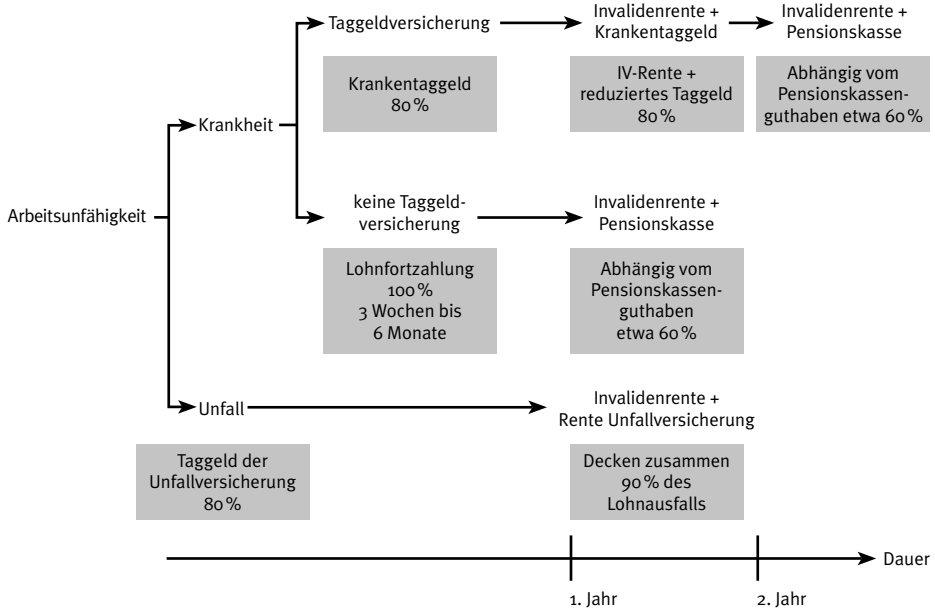 Taggeldversicherung
Invalidenrente +
Krankentaggeld
Invalidenrente +
Pensionskasse
Krankentaggeld
80 %
IV-Rente +
reduziertes Taggeld
80 %
Abhängig vom
Pensionskassen-
guthaben etwa 60 %
Krankheit
Arbeitsunfähigkeit
keine Taggeld-
versicherung
Invalidenrente +
Pensionskasse
Lohnfortzahlung
100 %
3 Wochen bis
6 Monate
Abhängig vom
Pensionskassen-
guthaben
etwa 60 %
Unfall
Invalidenrente +
Rente Unfallversicherung
Taggeld der
Unfallversicherung
80 %
Decken zusammen
90 % des
Lohnausfalls
Dauer
1. Jahr
2. Jahr